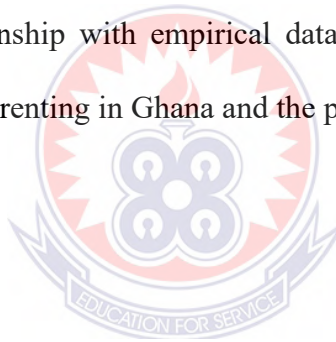 nship with empirical data
renting in Ghana and the p
EDUCATION FOR SERVICE